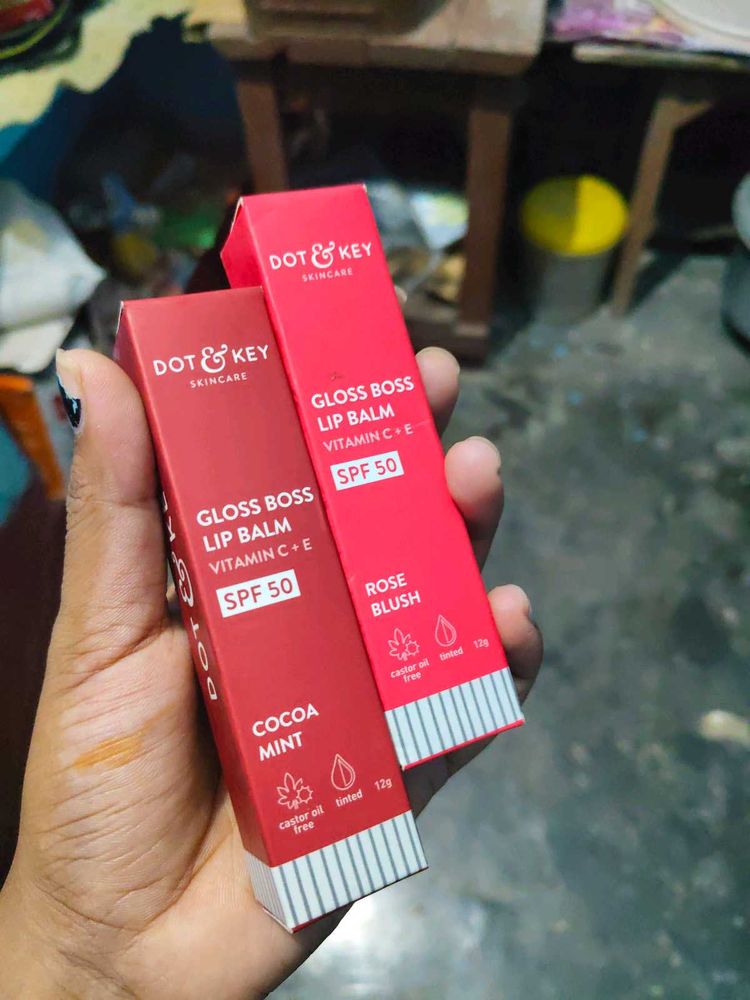 DOT & KEY
SKINCARE
GLOSS BOSS
LIP BALM
VITAMIN C + E
SPF 50
COCOA
MINT
castor oil
free
tinted
12g
DOT & KEY
SKINCARE
GLOSS BOSS
LIP BALM
VITAMIN C + E
SPF 50
ROSE
BLUSH
castor oil
free
tinted
12g